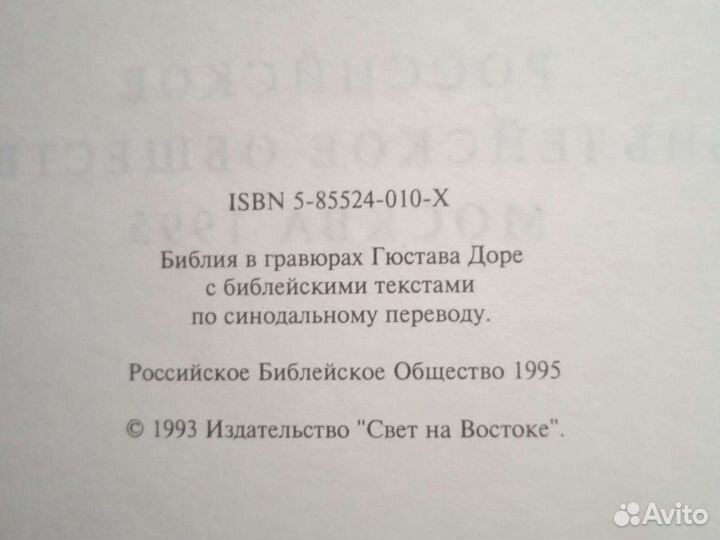 ISBN 5-85524-010-X
Библия в гравюрах Гюстава Доре
с библейскими текстами
по синодальному переводу.
Российское Библейское Общество 1995
© 1993 Издательство "Свет на Востоке".
Avito